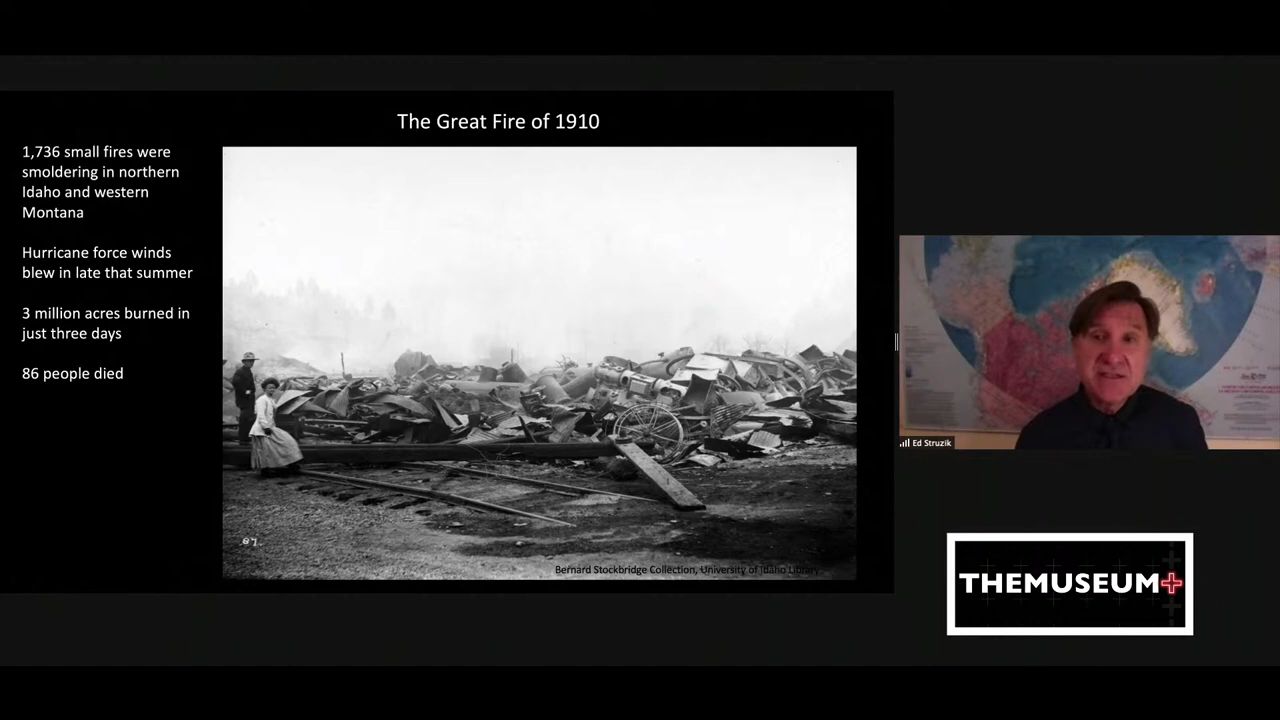 The Great Fire of 1910
1,736 small fires were
smoldering in northern
Idaho and western
Montana
Hurricane force winds
blew in late that summer
3 million acres burned in
just three days
86 people died
87.
Bernard Stockbridge Collection, University of Idaho Library
Ed Struzik
THEMUSEUM+